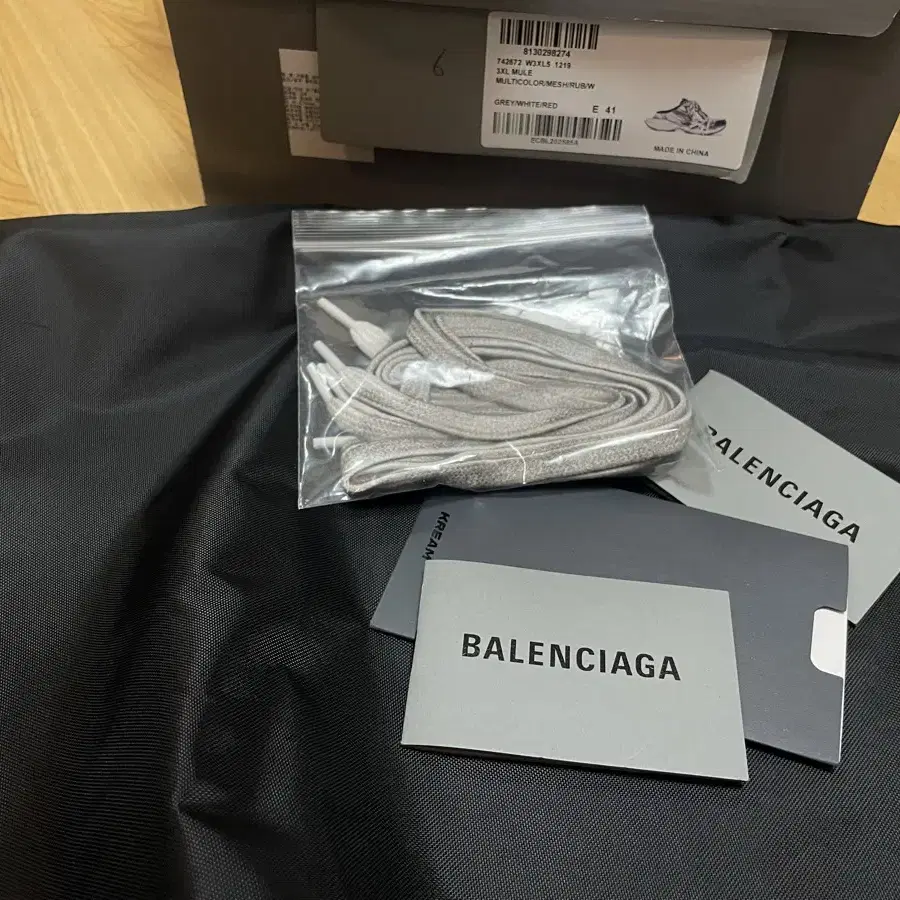 6
8130298274
742672 W3XL5 1219
3XL MULE
MULTICOLOR/MESH/RUB/W
GREY/WHITE/RED
E 41
MADE IN CHINA
BALENCIAGA
KREAM
BALENCIAGA